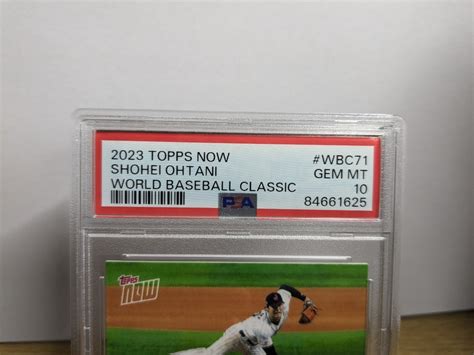 2023 TOPPS NOW #WBC71
SHOHEI OHTANI GEM MT
WORLD BASEBALL CLASSIC 10
PSA 84661625
Topps
NOW